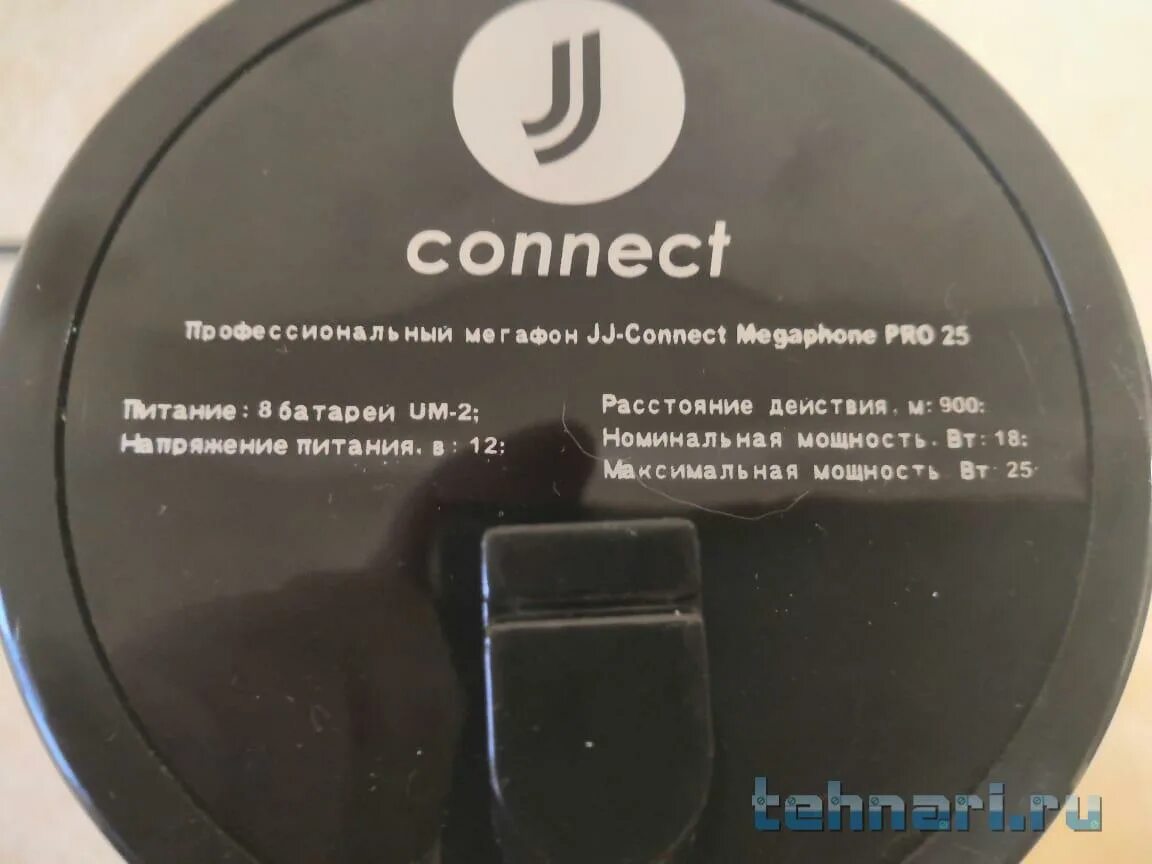 JJ
connect
Профессиональный мегафон JJ-Connect Megaphone PRO 25
Питание: 8 батарей UM-2;
Напряжение питания, в: 12;
Расстояние действия, м: 900;
Номинальная мощность, Вт: 18;
Максимальная мощность, Вт: 25
tehnari.ru